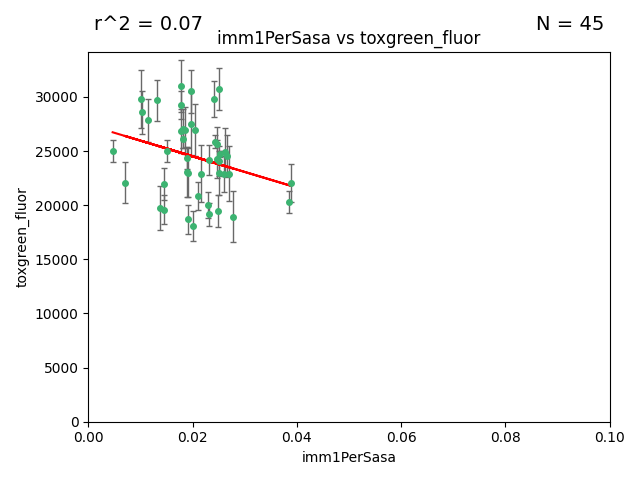 r^2 = 0.07
N = 45
imm1PerSasa vs toxgreen_fluor
toxgreen_fluor
30000
25000
20000
15000
10000
5000
0
0.00 0.02 0.04 0.06 0.08 0.10
imm1PerSasa